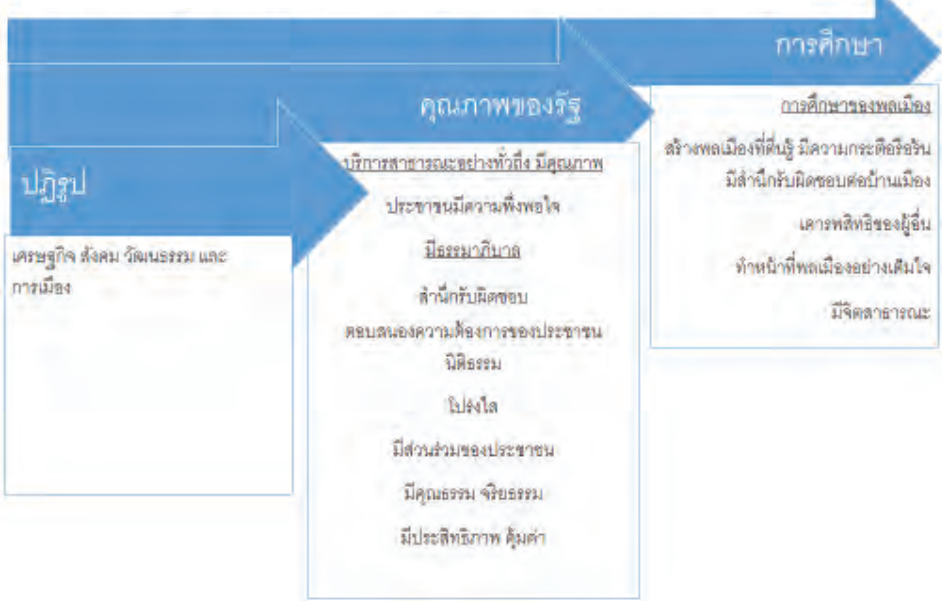 ปฏิรูป
เศรษฐกิจ สังคม วัฒนธรรม และ
การเมือง
คุณภาพของรัฐ
บริการสาธารณะอย่างทั่วถึง มีคุณภาพ
ประชาชนมีความพึงพอใจ
มีธรรมาภิบาล
สำนึกรับผิดชอบ
ตอบสนองความต้องการของประชาชน
นิติธรรม
โปร่งใส
มีส่วนร่วมของประชาชน
มีคุณธรรม จริยธรรม
มีประสิทธิภาพ คุ้มค่า
การศึกษา
การศึกษาของพลเมือง
สร้างพลเมืองที่ตื่นรู้ มีความกระตือรือร้น
มีสำนึกรับผิดชอบต่อบ้านเมือง
เคารพสิทธิของผู้อื่น
ทำหน้าที่พลเมืองอย่างเต็มใจ
มีจิตสาธารณะ